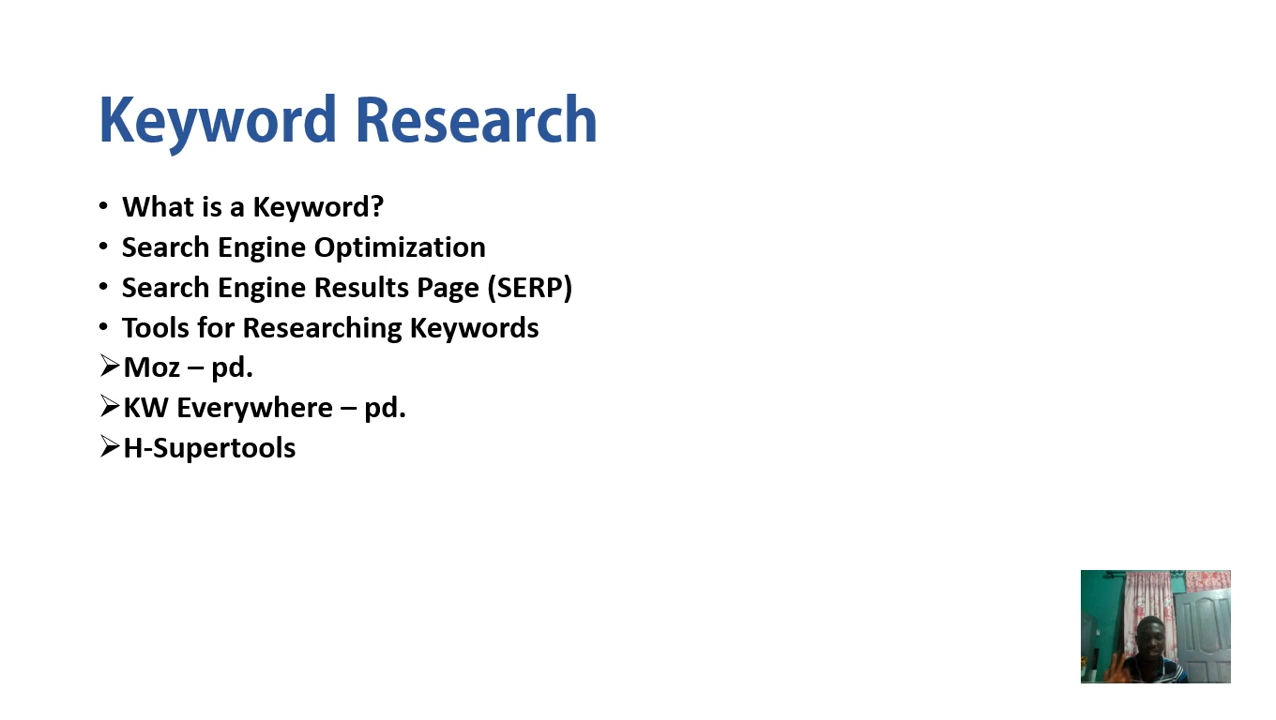 Keyword Research
• What is a Keyword?
• Search Engine Optimization
• Search Engine Results Page (SERP)
• Tools for Researching Keywords
➢Moz – pd.
➢KW Everywhere – pd.
➢H-Supertools